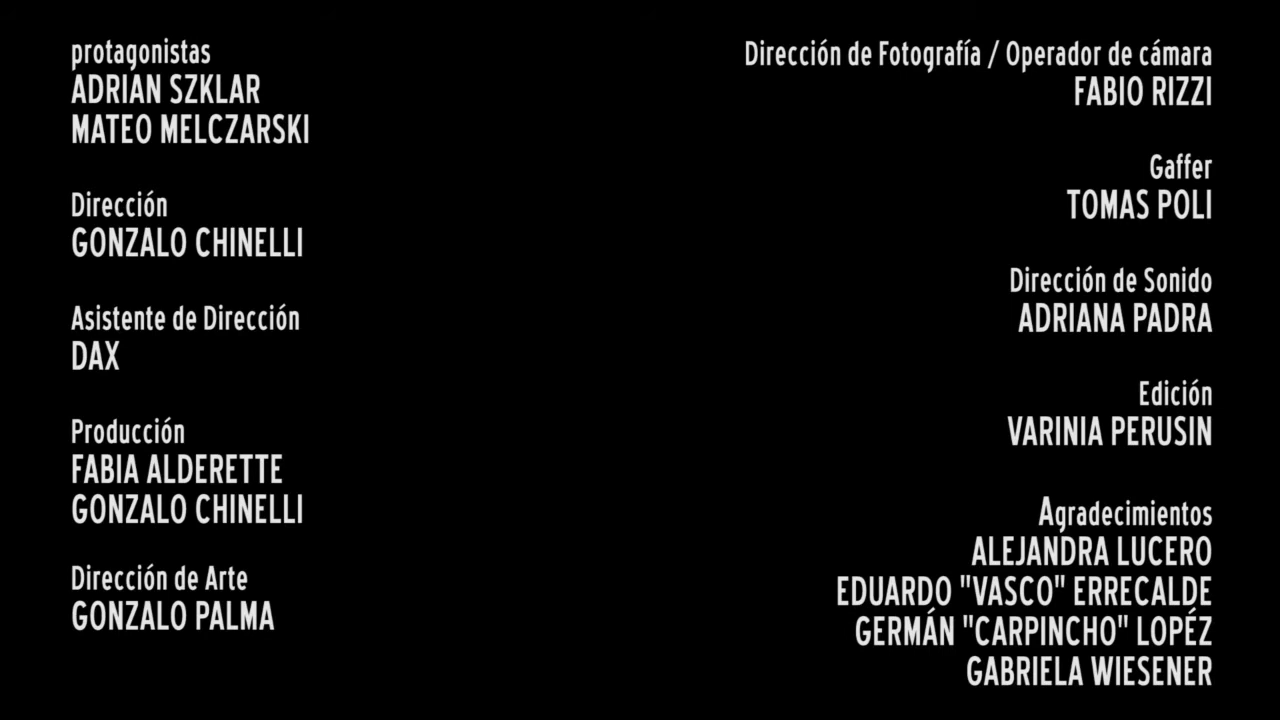 protagonistas
ADRIÁN SZKLAR
MATEO MELCZARSKI
Dirección
GONZALO CHINELLI
Asistente de Dirección
DAX
Producción
FABIA ALDERETTE
GONZALO CHINELLI
Dirección de Arte
GONZALO PALMA
Dirección de Fotografía / Operador de cámara
FABIO RIZZI
Gaffer
TOMAS POLI
Dirección de Sonido
ADRIANA PADRA
Edición
VARINIA PERUSIN
Agradecimientos
ALEJANDRA LUCERO
EDUARDO "VASCO" ERRECALDE
GERMÁN "CARPINCHO" LOPÉZ
GABRIELA WIESENER